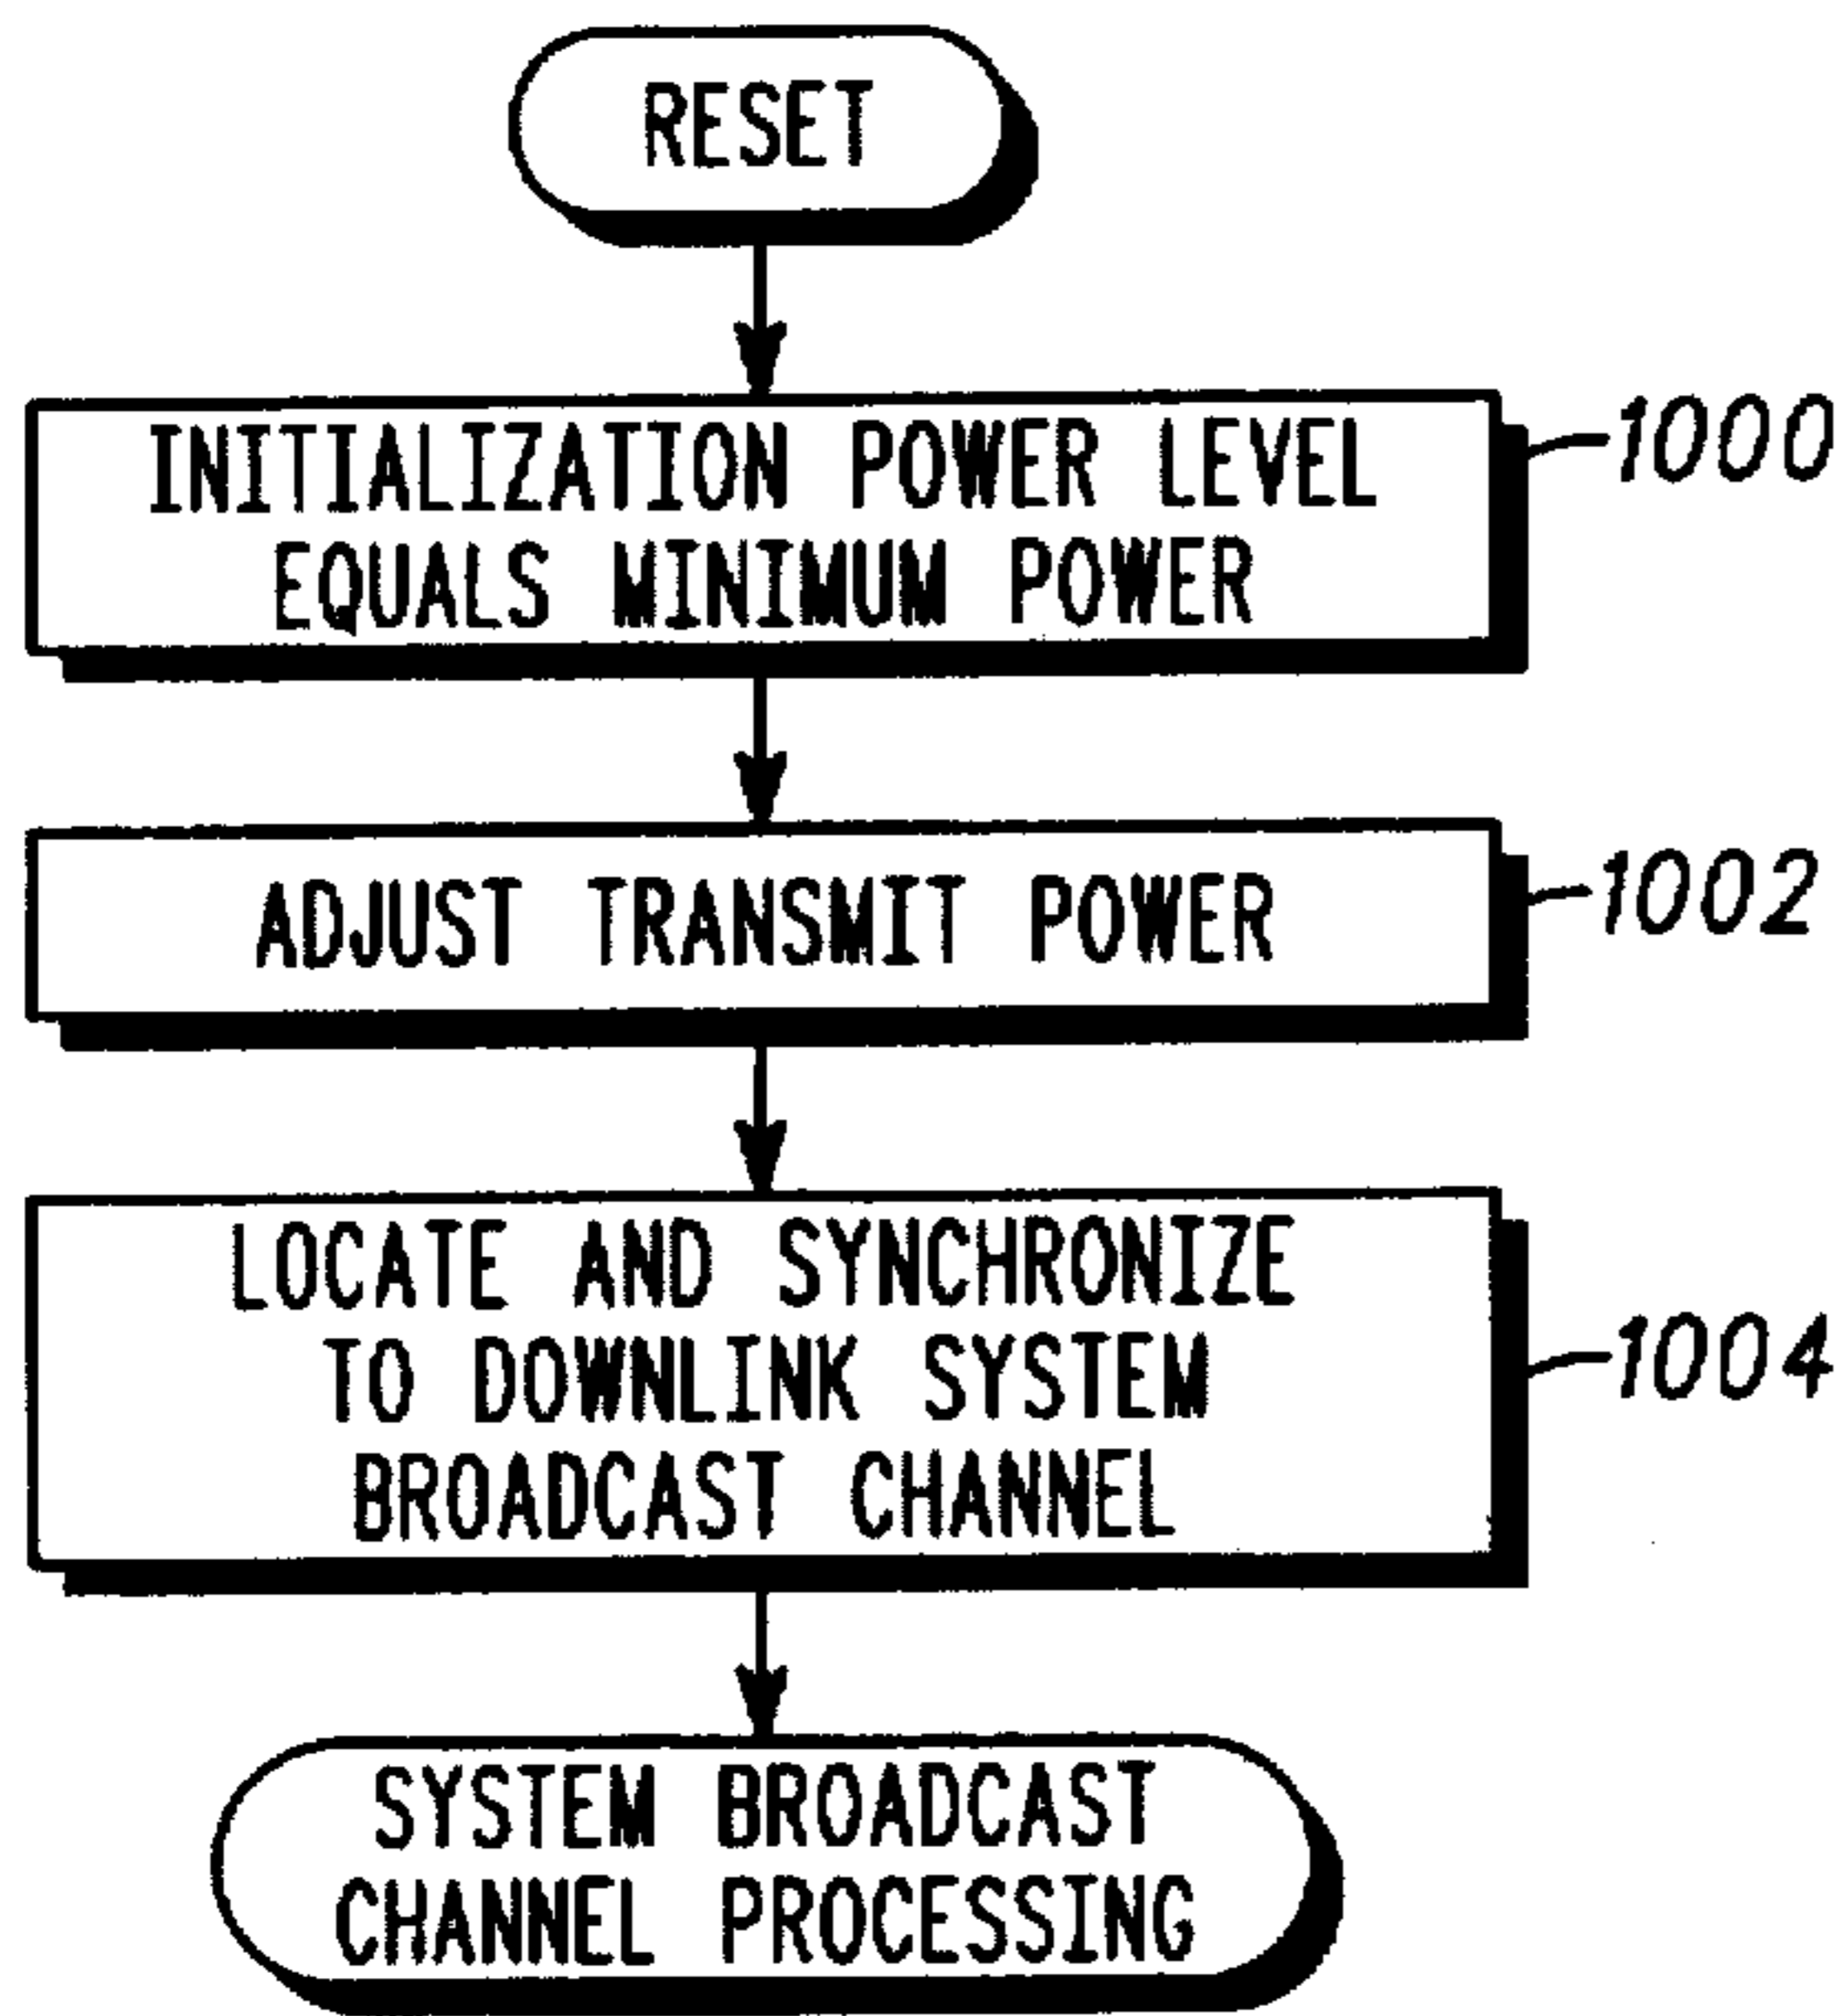 RESET
INITIALIZATION POWER LEVEL
EQUALS MINIMUM POWER
1000
ADJUST TRANSMIT POWER
1002
LOCATE AND SYNCHRONIZE
TO DOWNLINK SYSTEM
BROADCAST CHANNEL
1004
SYSTEM BROADCAST
CHANNEL PROCESSING